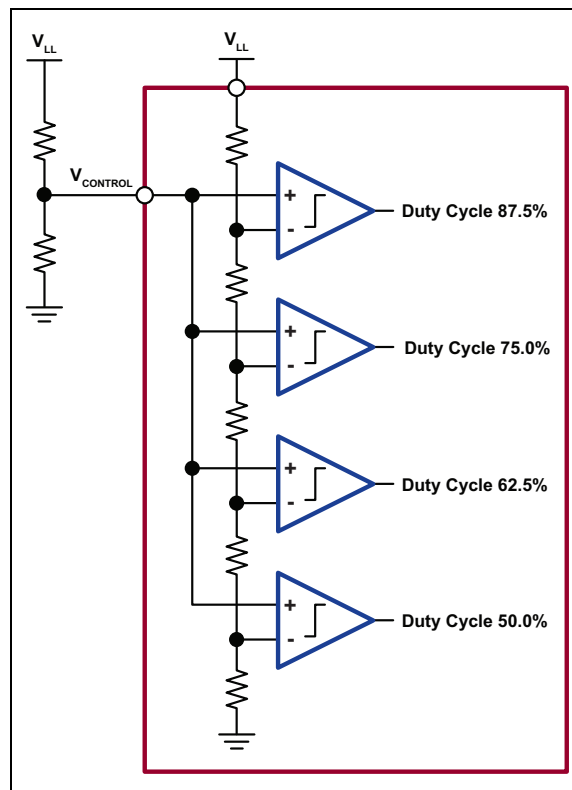 VLL
VLL
VCONTROL
+
-
Duty Cycle 87.5%
+
-
Duty Cycle 75.0%
+
-
Duty Cycle 62.5%
+
-
Duty Cycle 50.0%